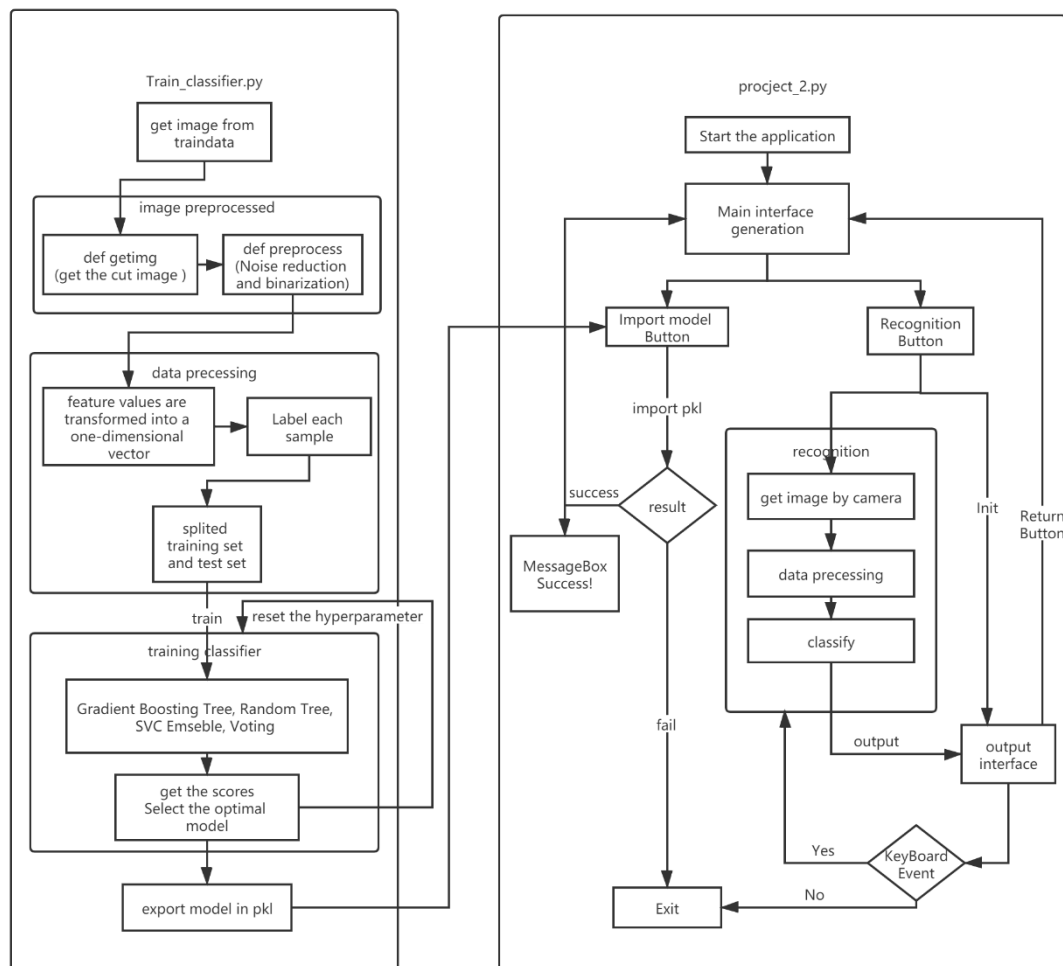 Train_classifier.py
get image from
traindata
image preprocessed
def getimg
(get the cut image )
def preprocess
(Noise reduction
and binarization)
data precessing
feature values are
transformed into a
one-dimensional
vector
Label each
sample
splited
training set
and test set
train
reset the hyperparameter
training classifier
Gradient Boosting Tree, Random Tree,
SVC Emseble, Voting
get the scores
Select the optimal
model
export model in pkl
procject_2.py
Start the application
Main interface
generation
Import model
Button
Recognition
Button
import pkl
recognition
success
result
get image by camera
Init
Return
Button
MessageBox
Success!
data precessing
classify
fail
output
output
interface
Yes
KeyBoard
Event
No
Exit